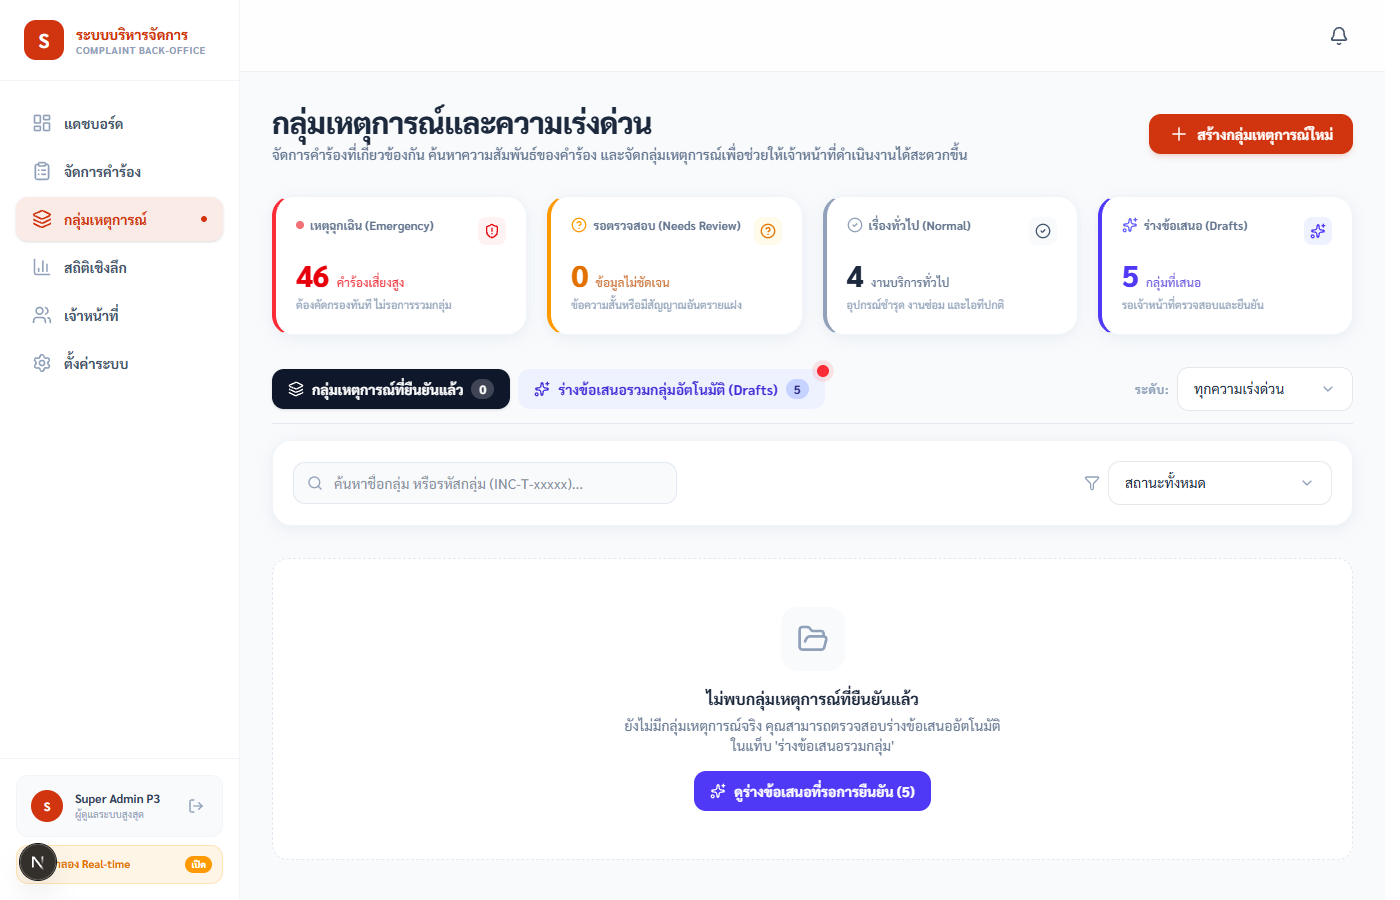 S
ระบบบริหารจัดการ
COMPLAINT BACK-OFFICE
แดชบอร์ด
จัดการคำร้อง
กลุ่มเหตุการณ์
สถิติเชิงลึก
เจ้าหน้าที่
ตั้งค่าระบบ
S
Super Admin P3
ผู้ดูแลระบบสูงสุด
N
าลอง Real-time
เปิด
กลุ่มเหตุการณ์และความเร่งด่วน
จัดการคำร้องที่เกี่ยวข้องกัน ค้นหาความสัมพันธ์ของคำร้อง และจัดกลุ่มเหตุการณ์เพื่อช่วยให้เจ้าหน้าที่ดำเนินงานได้สะดวกขึ้น
สร้างกลุ่มเหตุการณ์ใหม่
เหตุฉุกเฉิน (Emergency)
46 คำร้องเสี่ยงสูง
ต้องคัดกรองทันที ไม่รอการรวมกลุ่ม
รอตรวจสอบ (Needs Review)
0 ข้อมูลไม่ชัดเจน
ข้อความสั้นหรือมีสัญญาณอันตรายแฝง
เรื่องทั่วไป (Normal)
4 งานบริการทั่วไป
อุปกรณ์ชำรุด งานซ่อม และไอทีปกติ
ร่างข้อเสนอ (Drafts)
5 กลุ่มที่เสนอ
รอเจ้าหน้าที่ตรวจสอบและยืนยัน
กลุ่มเหตุการณ์ที่ยืนยันแล้ว 0
ร่างข้อเสนอรวมกลุ่มอัตโนมัติ (Drafts) 5
ระดับ: ทุกความเร่งด่วน
ค้นหาชื่อกลุ่ม หรือรหัสกลุ่ม (INC-T-xxxxx)...
สถานะทั้งหมด
ไม่พบกลุ่มเหตุการณ์ที่ยืนยันแล้ว
ยังไม่มีกลุ่มเหตุการณ์จริง คุณสามารถตรวจสอบร่างข้อเสนออัตโนมัติ
ในแท็บ 'ร่างข้อเสนอรวมกลุ่ม'
ดูร่างข้อเสนอที่รอการยืนยัน (5)